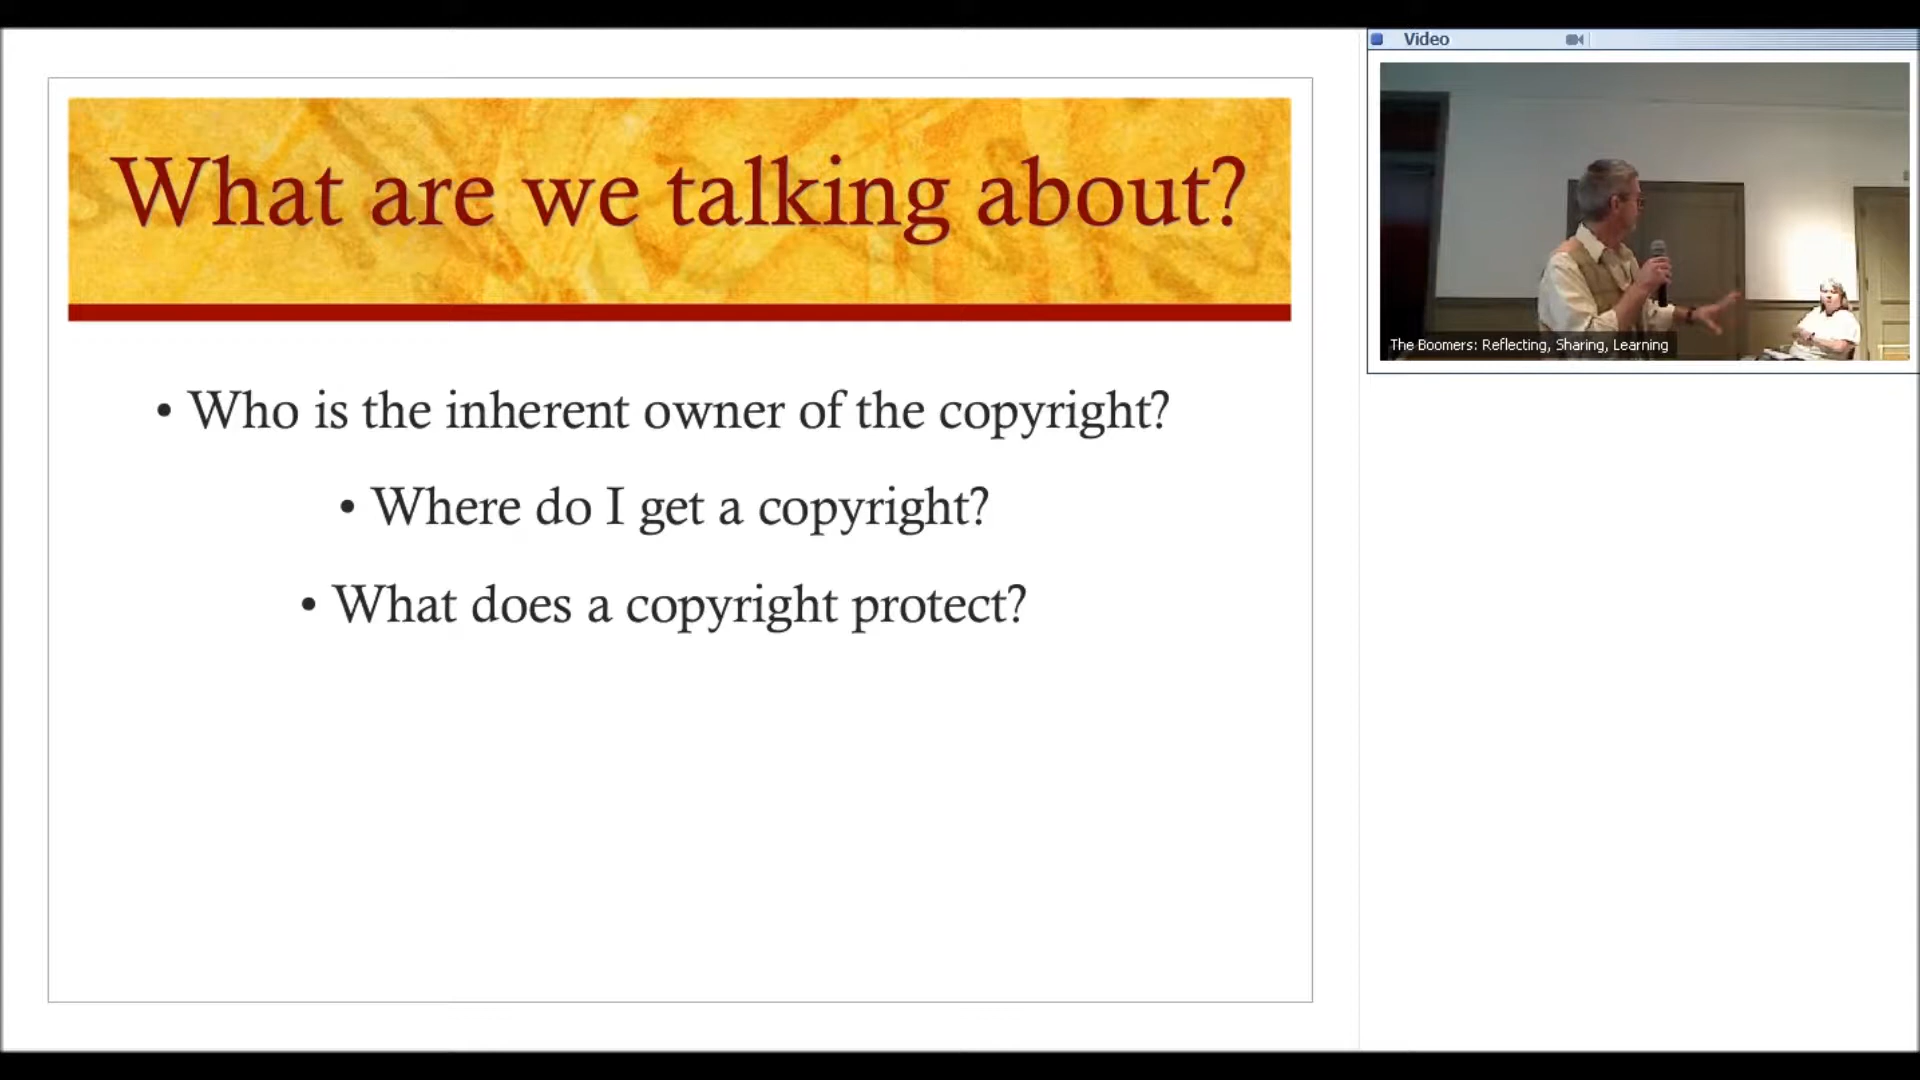 What are we talking about?
• Who is the inherent owner of the copyright?
• Where do I get a copyright?
• What does a copyright protect?
Video
The Boomers: Reflecting, Sharing, Learning